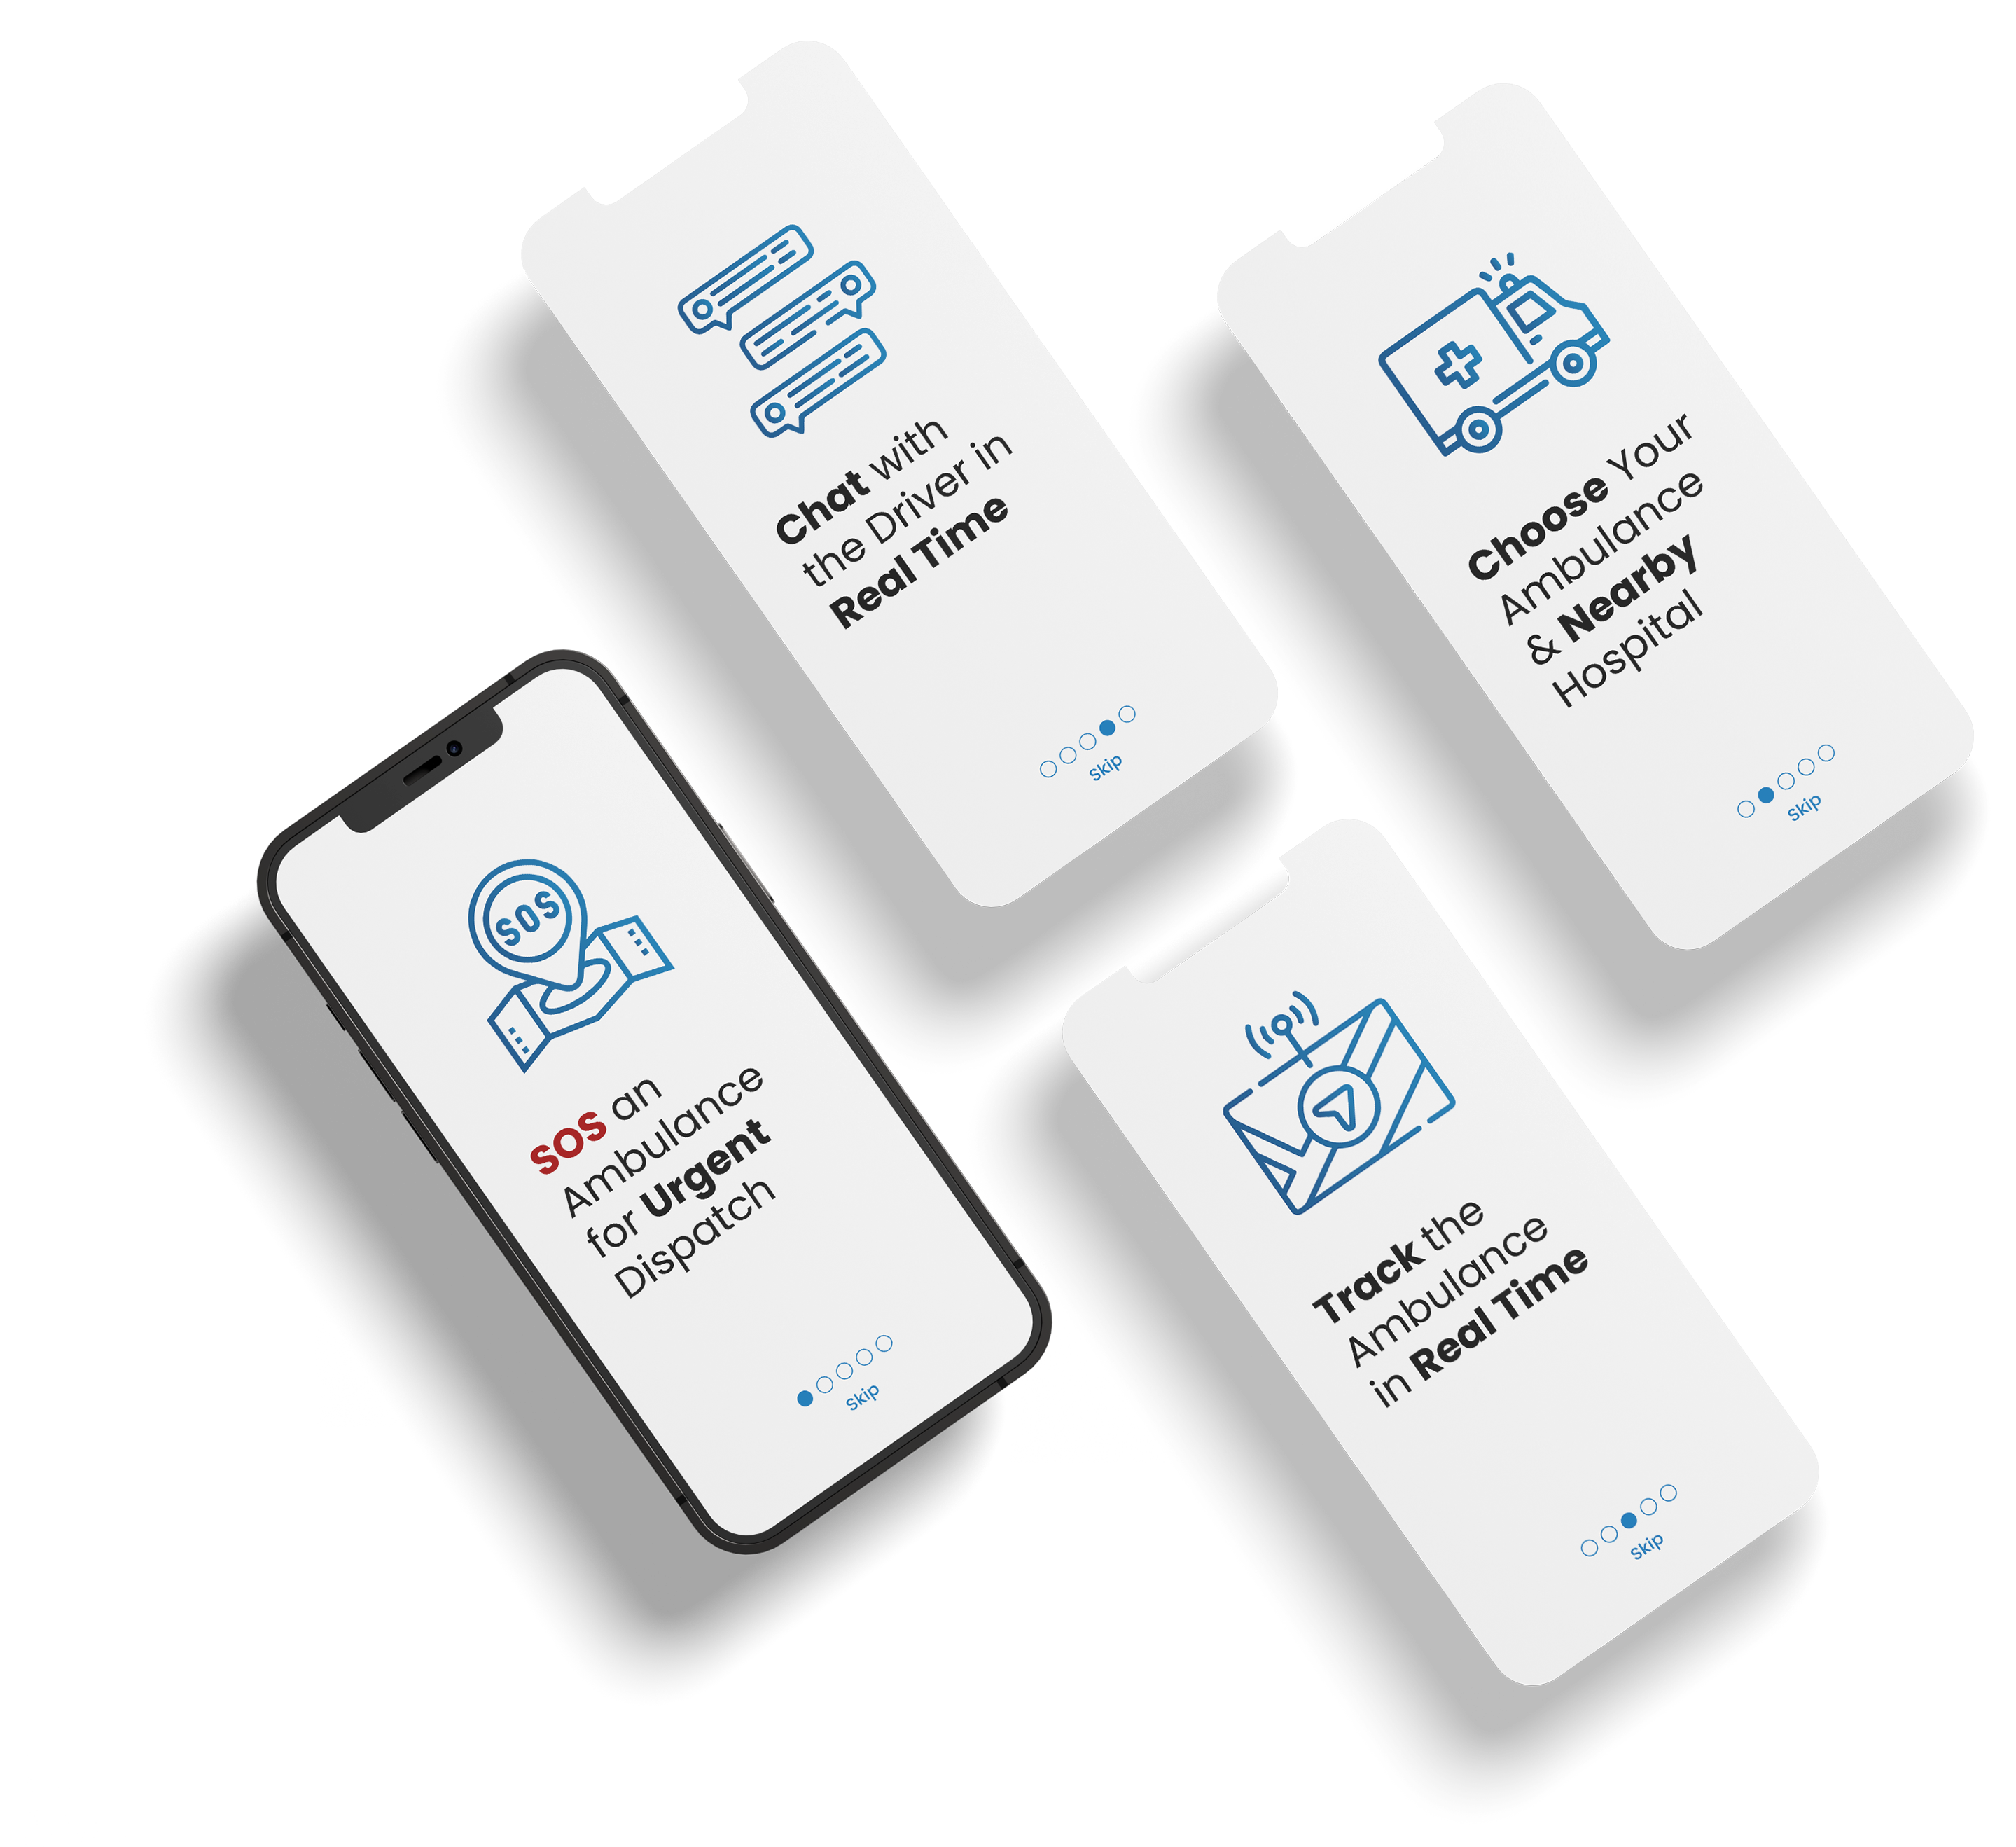 Chat with
the Driver in
Real Time
Skip
Choose Your
Ambulance
& Nearby
Hospital
Skip
SOS
SOS an
Ambulance
for Urgent
Dispatch
Skip
Track the
Ambulance
in Real Time
Skip